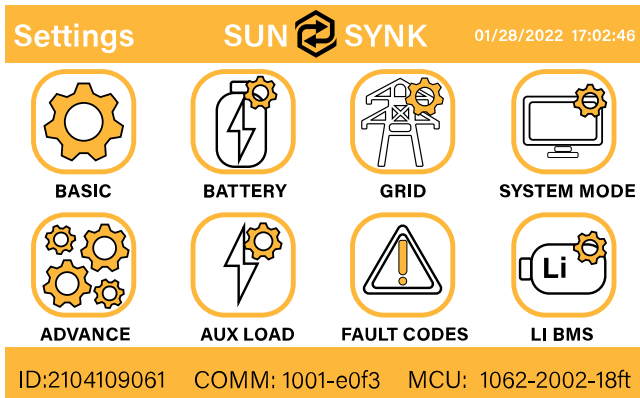 Settings SUN SYNK 01/28/2022 17:02:46
BASIC BATTERY GRID SYSTEM MODE
Li
ADVANCE AUX LOAD FAULT CODES LI BMS
ID:2104109061 COMM: 1001-e0f3 MCU: 1062-2002-18ft